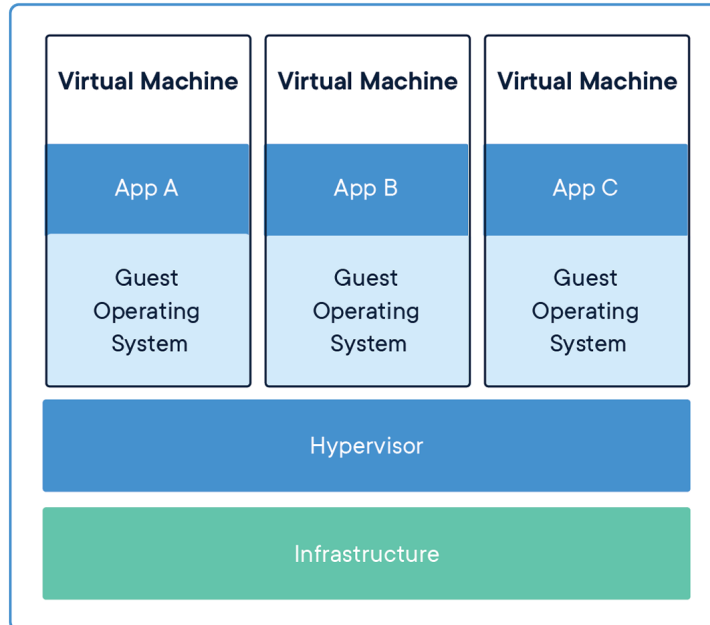 Virtual Machine
Virtual Machine
Virtual Machine
App A
App B
App C
Guest
Operating
System
Guest
Operating
System
Guest
Operating
System
Hypervisor
Infrastructure